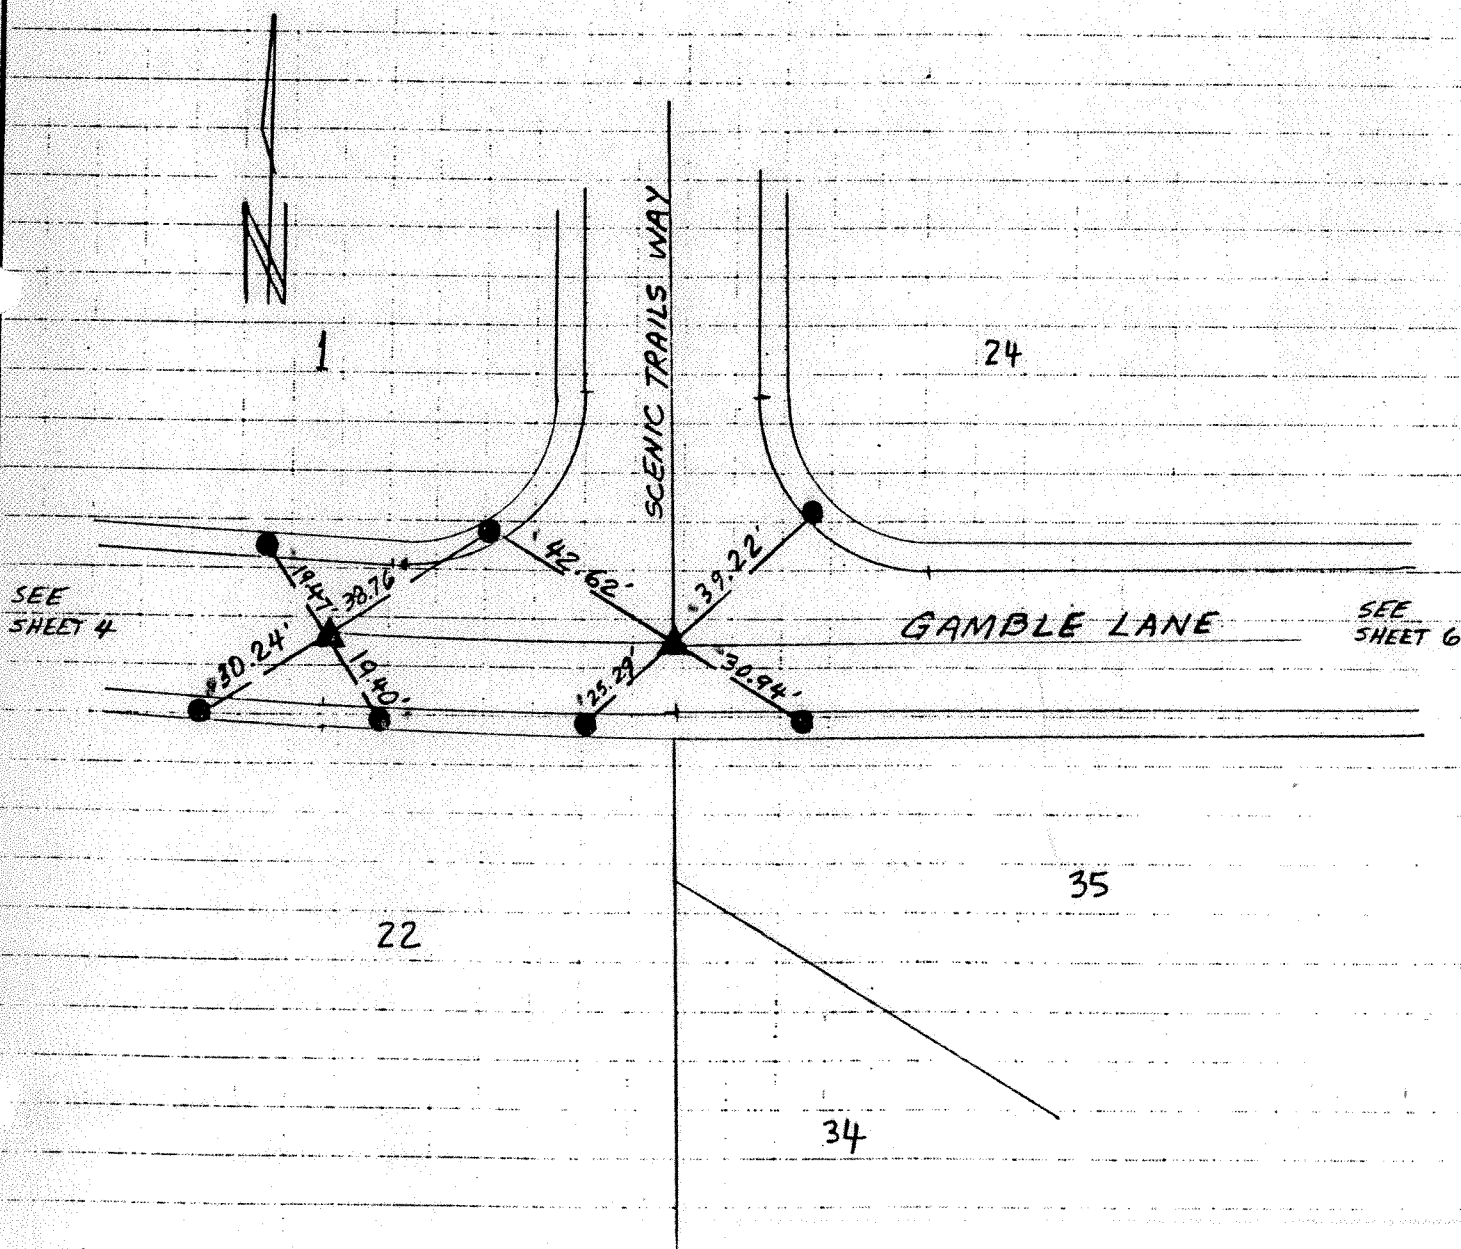 N
1
24
SCENIC TRAILS WAY
42.62'
39.22'
19.47'
38.76'
SEE
SHEET 4
GAMBLE LANE
SEE
SHEET 6
30.24'
19.40'
25.29'
30.94'
35
22
34